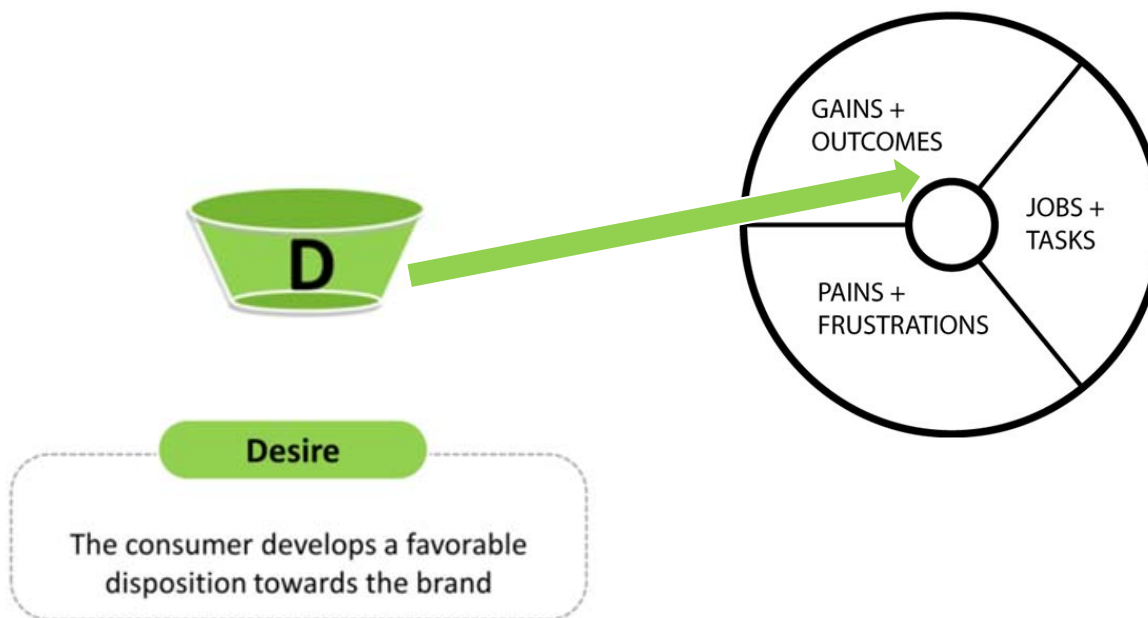 GAINS +
OUTCOMES
JOBS +
TASKS
PAINS +
FRUSTRATIONS
D
Desire
The consumer develops a favorable
disposition towards the brand